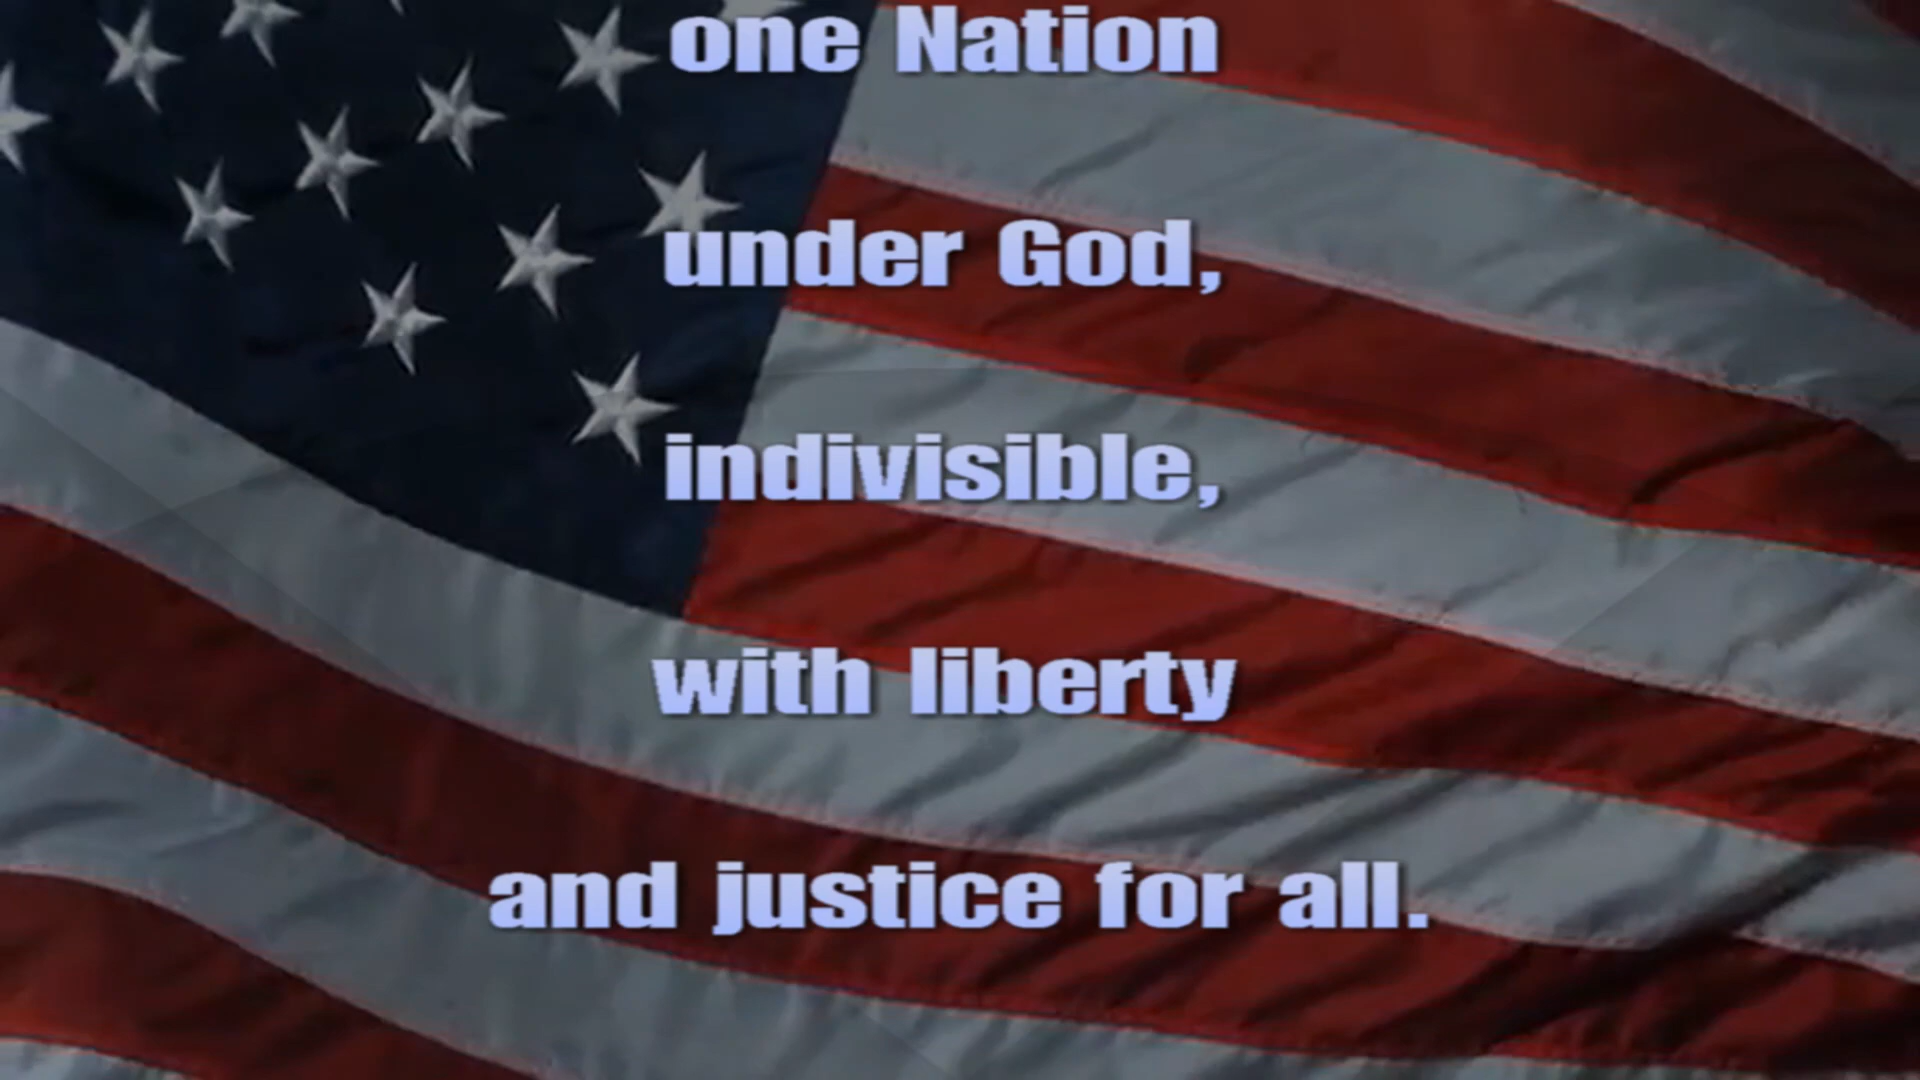 one Nation
under God,
indivisible,
with liberty
and justice for all.